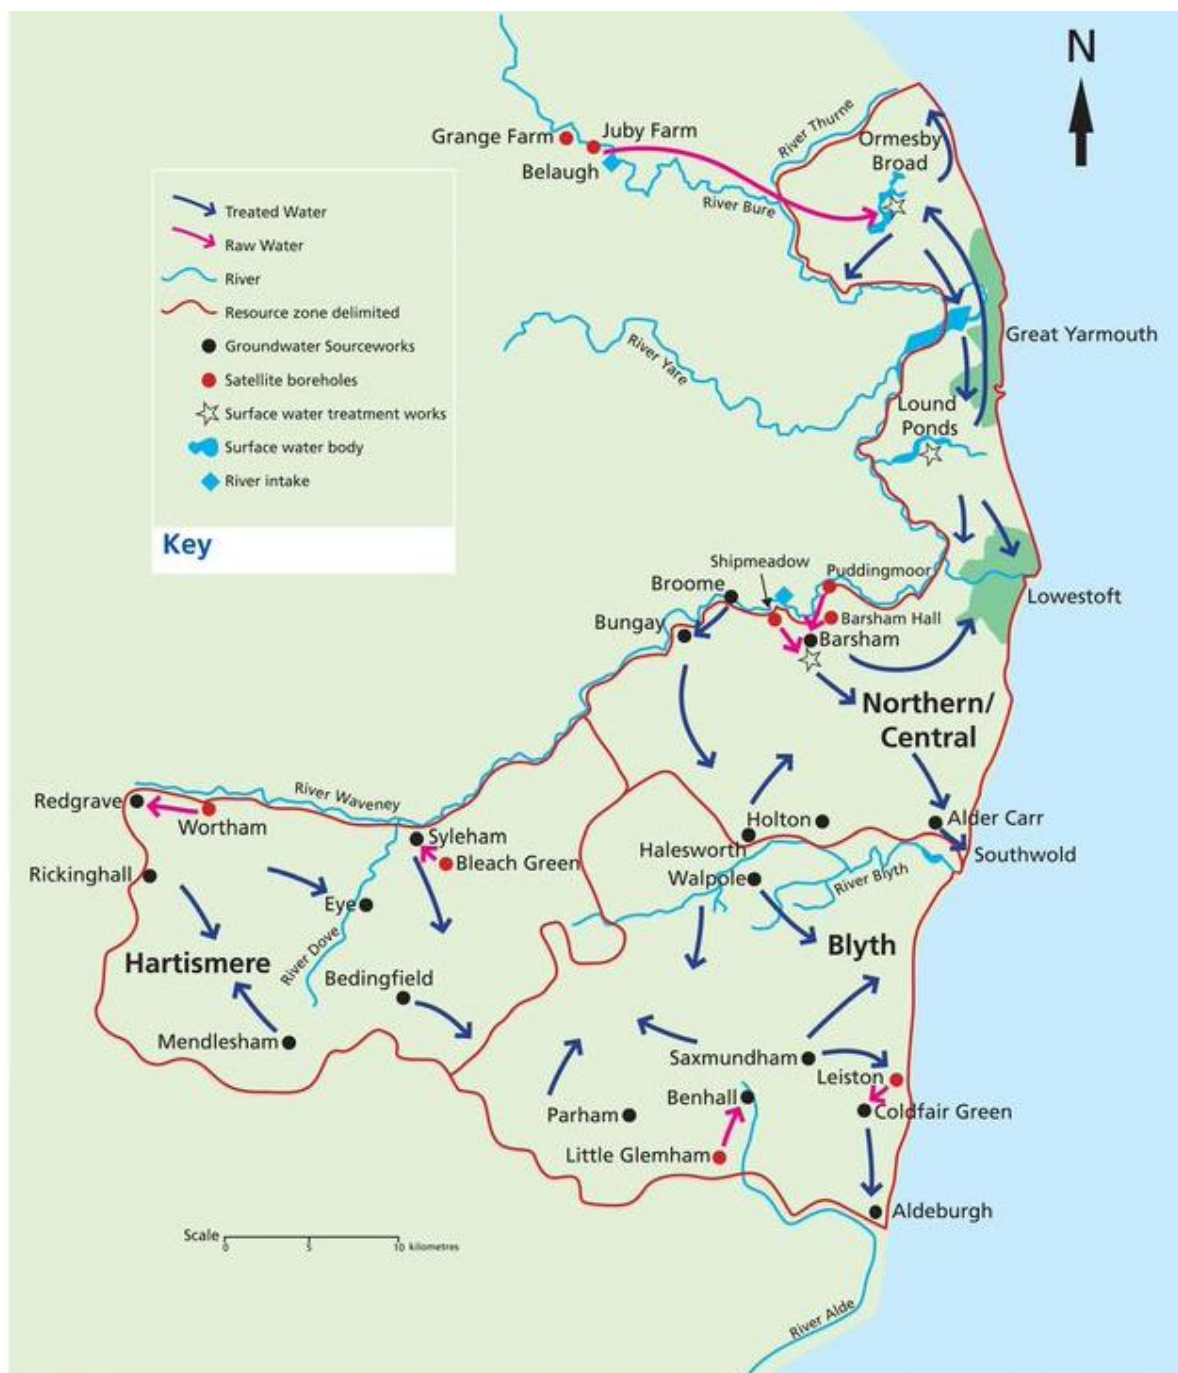 N
Grange Farm
Juby Farm
Belaugh
River Thurne
Ormesby
Broad
River Bure
Treated Water
Raw Water
River
Resource zone delimited
Groundwater Sourceworks
Satellite boreholes
Surface water treatment works
Surface water body
River intake
Key
River Yare
Great Yarmouth
Lound
Ponds
Shipmeadow
Puddingmoor
Broome
Lowestoft
Bungay
Barsham Hall
Barsham
Northern/
Central
River Waveney
Redgrave
Wortham
Syleham
Bleach Green
Holton
Alder Carr
Halesworth
Southwold
Rickinghall
Walpole
River Blyth
Eye
River Dove
Blyth
Hartismere
Bedingfield
Mendlesham
Saxmundham
Leiston
Benhall
Coldfair Green
Parham
Little Glemham
Aldeburgh
Scale
0 5 10 kilometres
River Alde